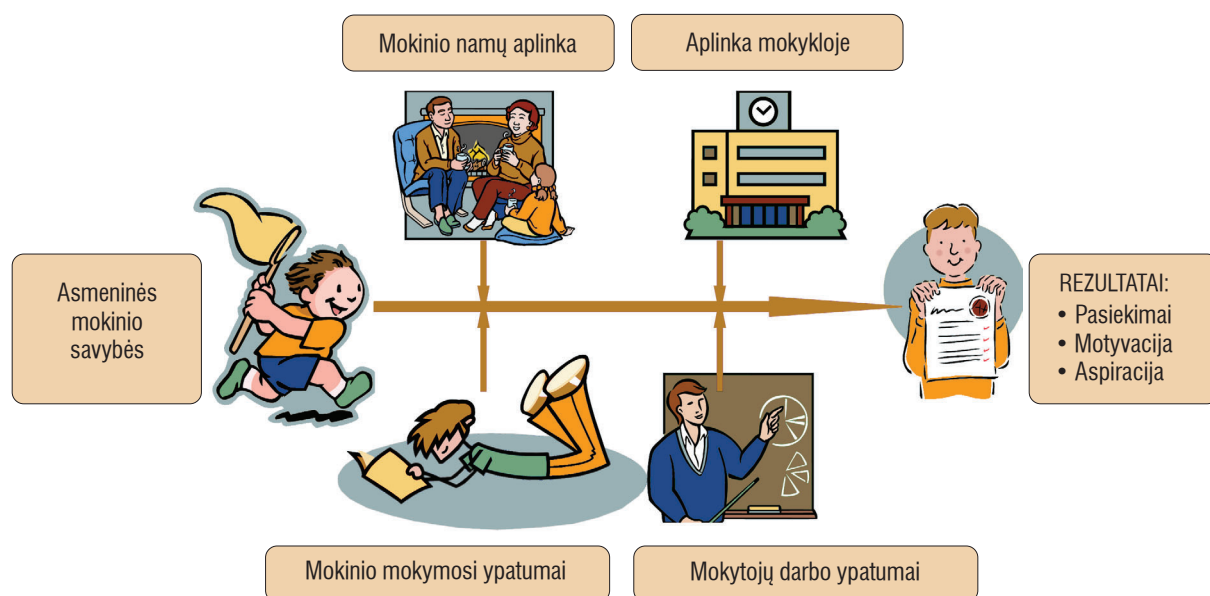 Mokinio namų aplinka
Aplinka mokykloje
Asmeninės
mokinio
savybės
REZULTATAI:
• Pasiekimai
• Motyvacija
• Aspiracija
Mokinio mokymosi ypatumai
Mokytojų darbo ypatumai